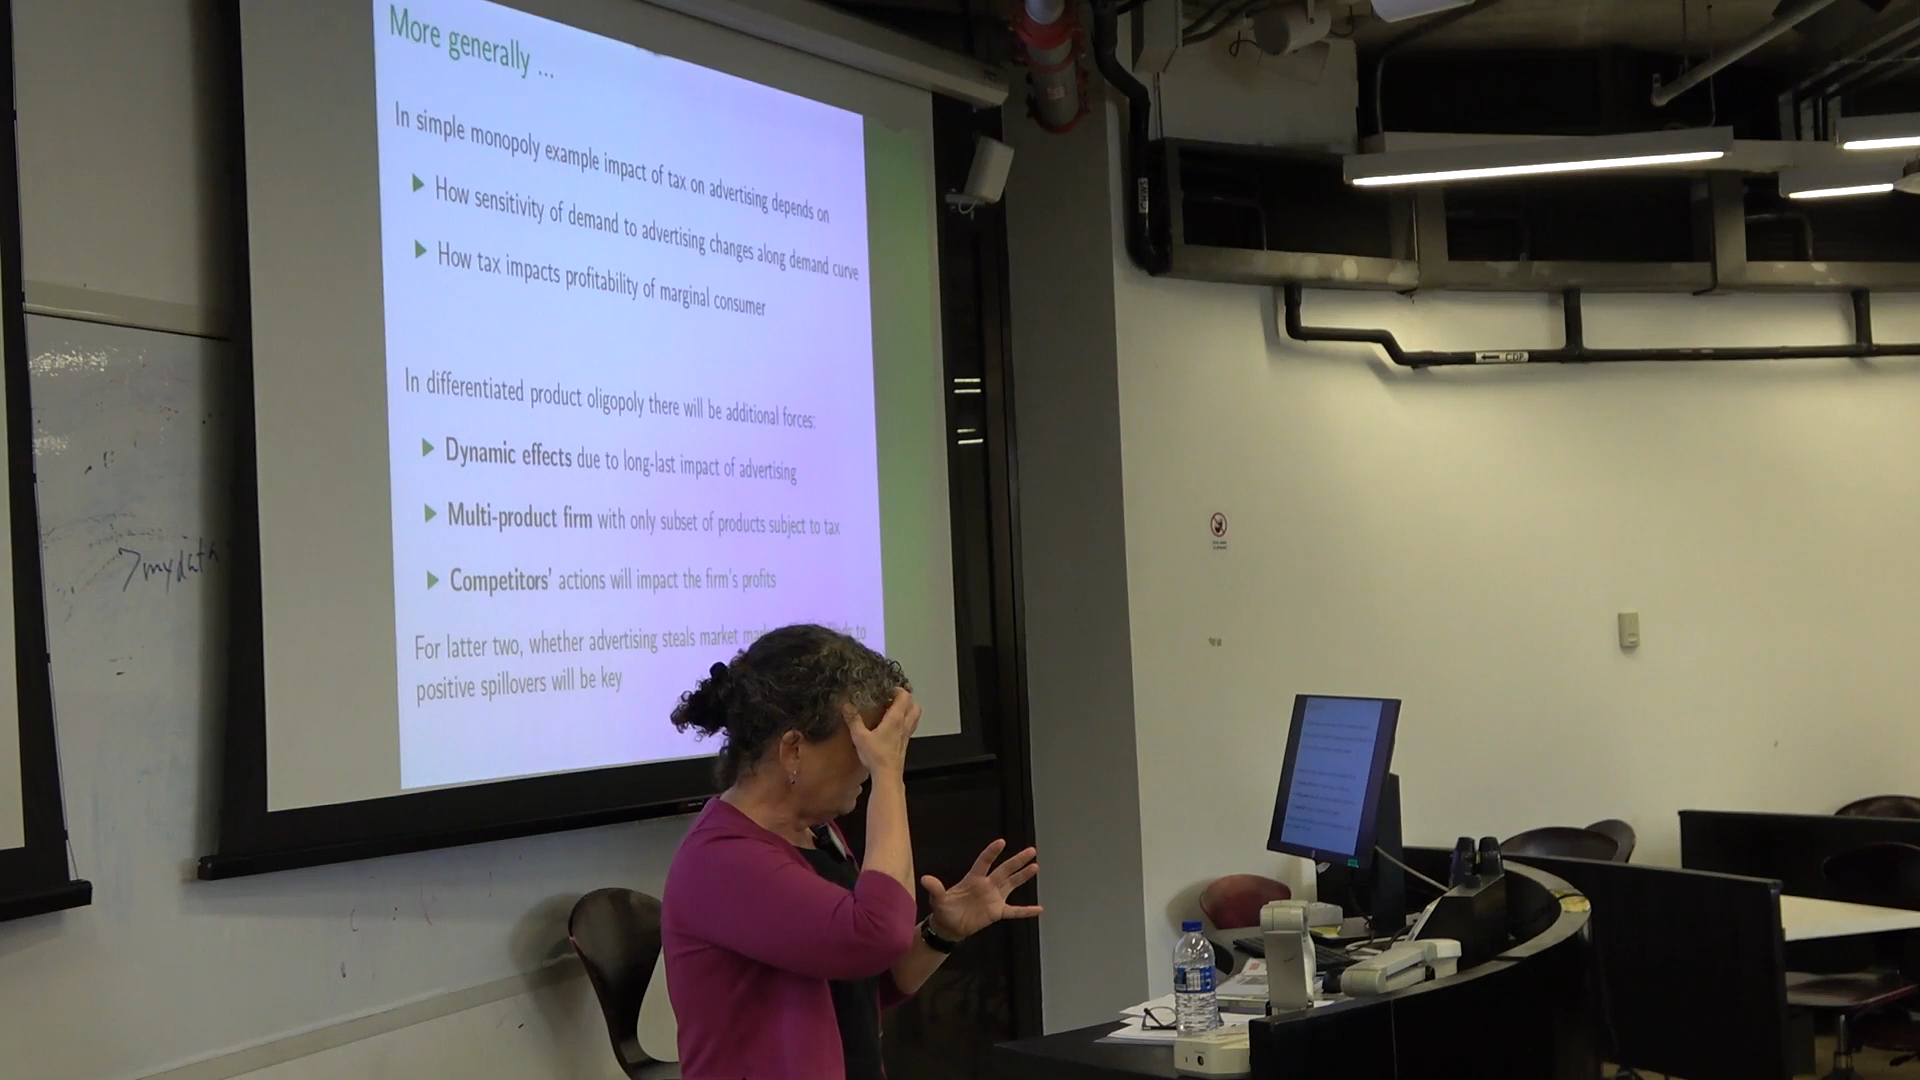 More generally ...
In simple monopoly example impact of tax on advertising depends on
How sensitivity of demand to advertising changes along demand curve
How tax impacts profitability of marginal consumer
In differentiated product oligopoly there will be additional forces:
Dynamic effects due to long-last impact of advertising
Multi-product firm with only subset of products subject to tax
Competitors' actions will impact the firm's profits
For latter two, whether advertising steals market to
positive spillovers will be key
CDP